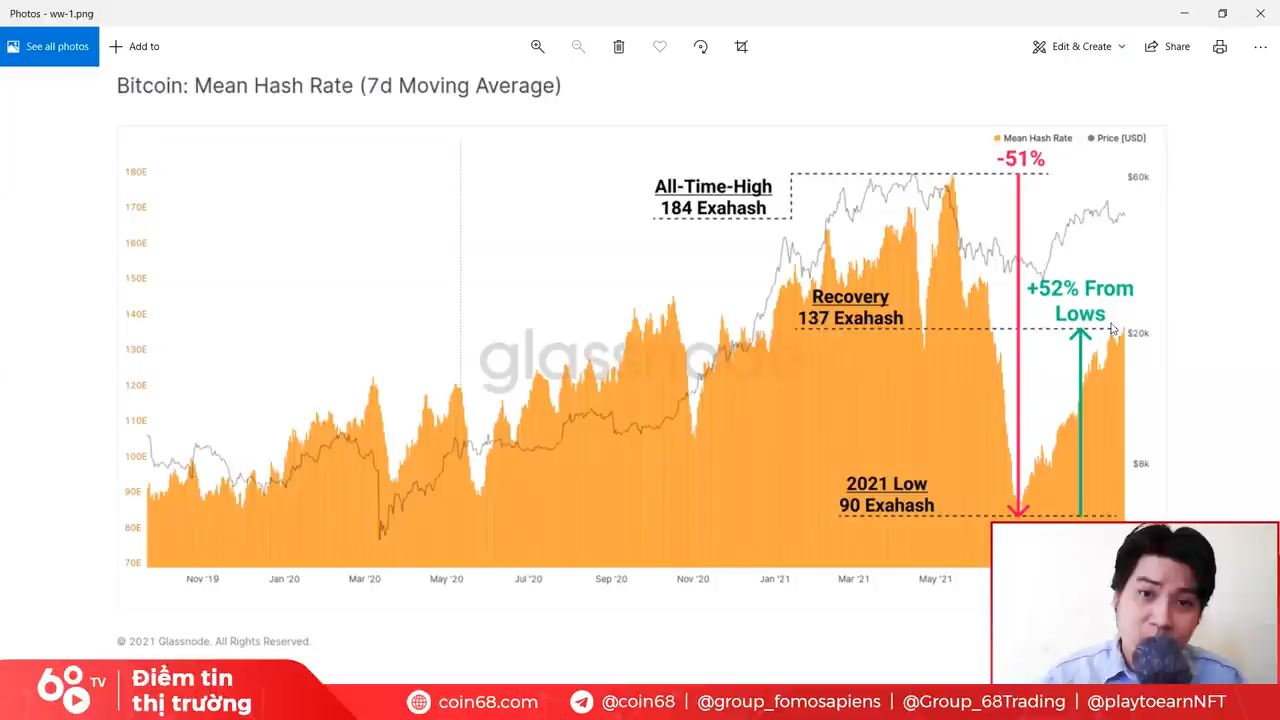 Photos - ww-1.png
See all photos
Add to
Edit & Create
Share
Bitcoin: Mean Hash Rate (7d Moving Average)
Mean Hash Rate
Price [USD]
-51%
180E
170E
160E
150E
140E
130E
120E
110E
100E
90E
80E
70E
All-Time-High
184 Exahash
$60k
+52% From
Lows
Recovery
137 Exahash
$20k
glassnode
$8k
2021 Low
90 Exahash
Nov '19
Jan '20
Mar '20
May '20
Jul '20
Sep '20
Nov '20
Jan '21
Mar '21
May '21
© 2021 Glassnode. All Rights Reserved.
68 TV
Điểm tin
thị trường
coin68.com
@coin68 | @group_fomosapiens | @Group_68Trading | @playtoearnNFT